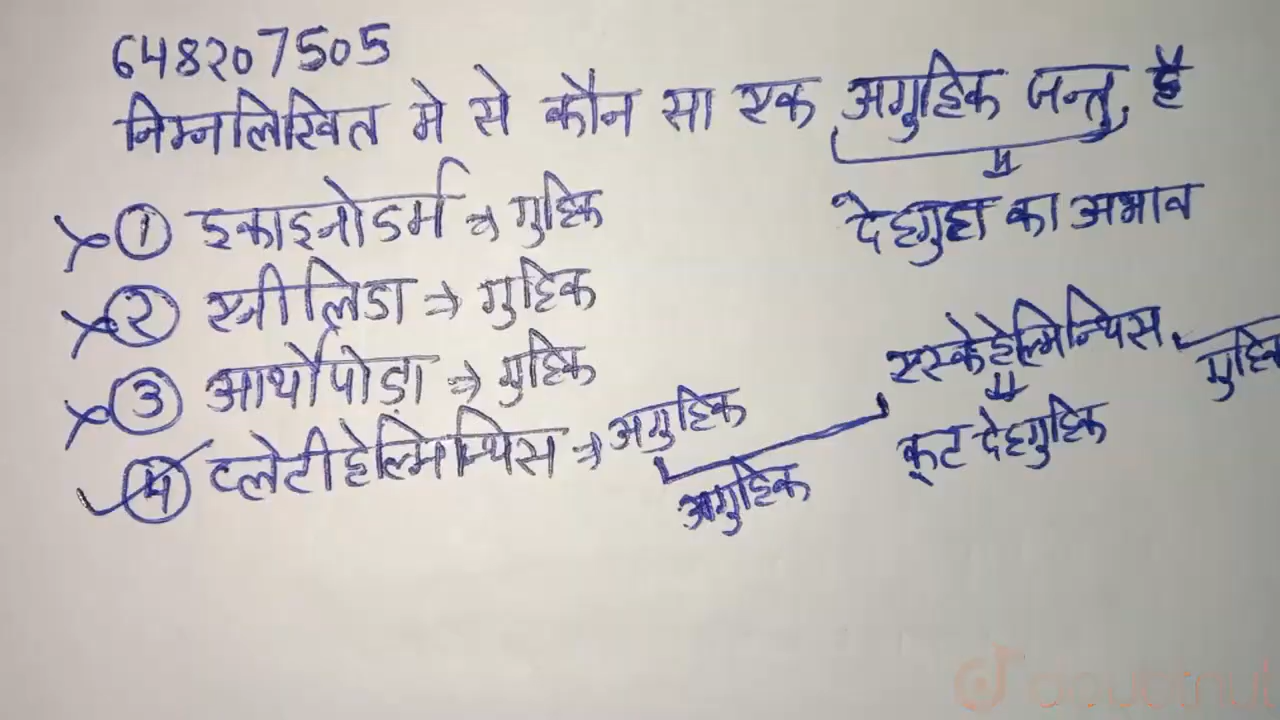 648207505
निम्नलिखित मे से कौन सा एक अगुहिक जन्तु है
देहगुहा का अभाव
① इकाइनोडर्म ⇒ गुहिक
② एनीलिडा ⇒ गुहिक
③ आर्थोपोड़ा ⇒ गुहिक
④ प्लेटीहेल्मिन्थिस ⇒ अगुहिक
अगुहिक
एस्केहेल्मिन्थिस
कूट देहगुहिक
गुहिक
doubtnut